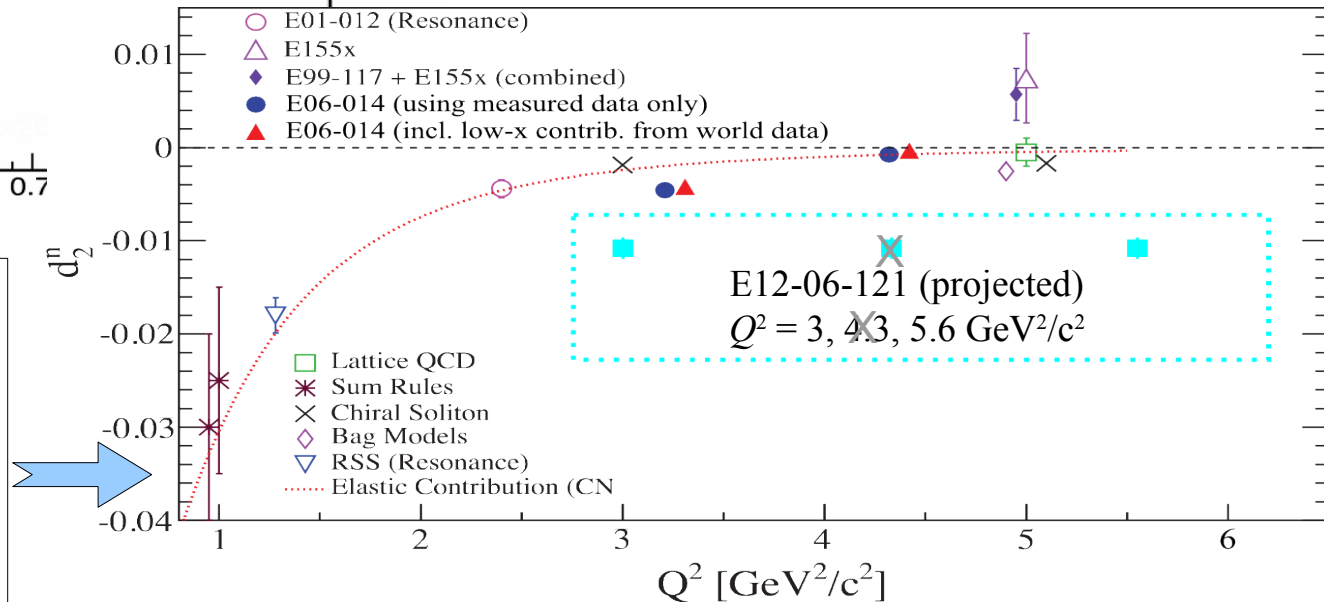 E01-012 (Resonance)
E155x
E99-117 + E155x (combined)
E06-014 (using measured data only)
E06-014 (incl. low-x contrib. from world data)
0.01
0
0.7
-0.01
-0.02
-0.03
-0.04
d₂ⁿ
E12-06-121 (projected)
Q² = 3, 4.3, 5.6 GeV²/c²
Lattice QCD
Sum Rules
Chiral Soliton
Bag Models
RSS (Resonance)
Elastic Contribution (CN
1 2 3 4 5 6
Q² [GeV²/c²]